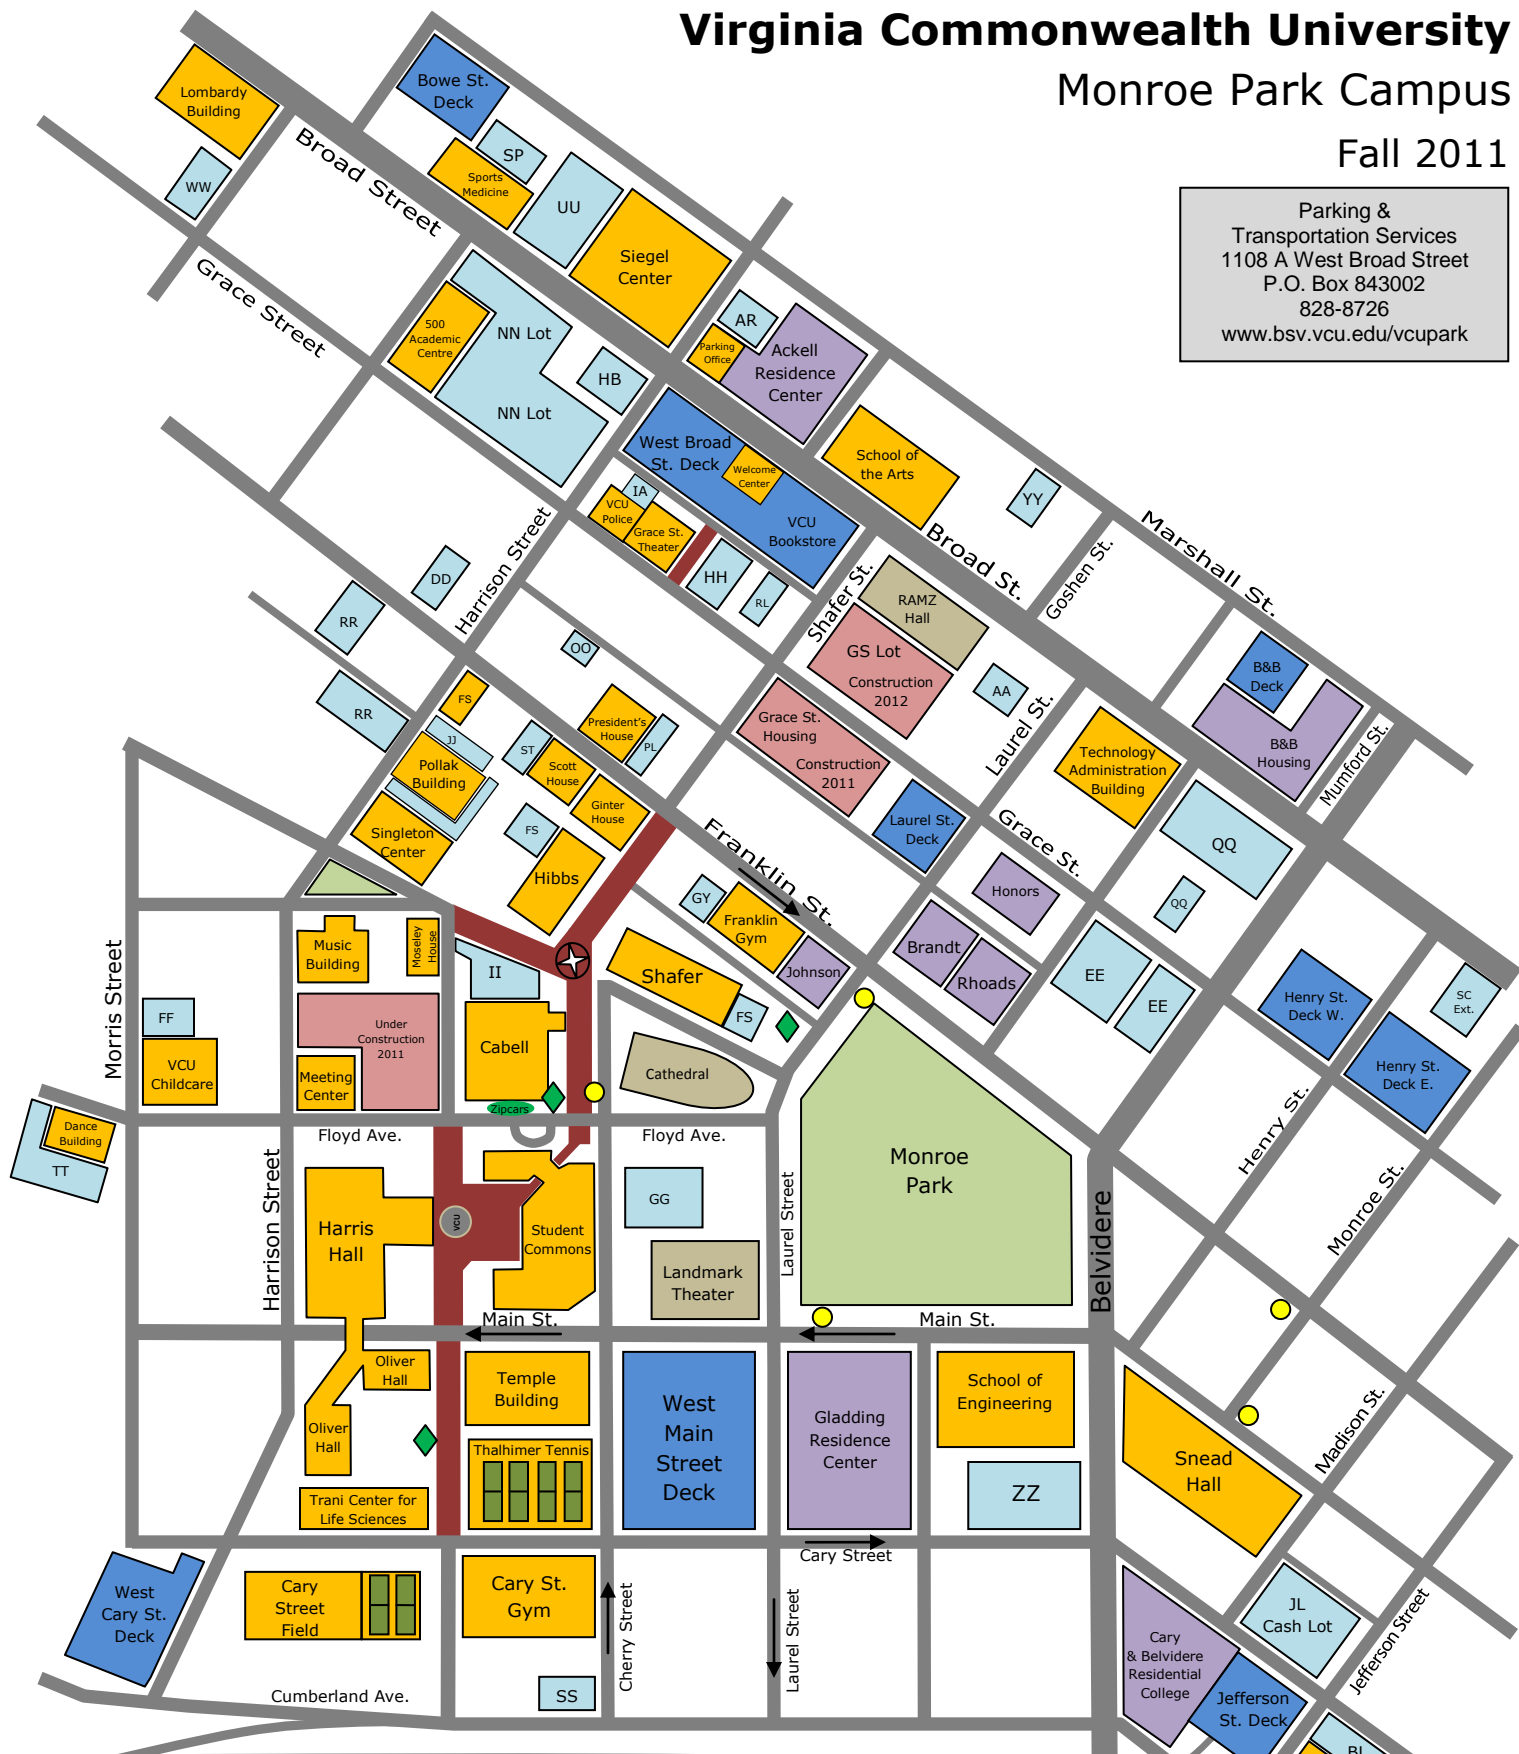 Virginia Commonwealth University
Monroe Park Campus
Fall 2011
Parking &
Transportation Services
1108 A West Broad Street
P.O. Box 843002
828-8726
www.bsv.vcu.edu/vcupark
Lombardy
Building
WW
Bowe St.
Deck
SP
Sports
Medicine
UU
Siegel
Center
Broad Street
Grace Street
500
Academic
Centre
NN Lot
NN Lot
HB
AR
Parking
Office
Ackell
Residence
Center
West Broad
St. Deck
Welcome
Center
VCU
Bookstore
School of
the Arts
YY
Marshall St.
Broad St.
Goshen St.
IA
VCU
Police
Grace St.
Theater
HH
RL
Harrison Street
Shafer St.
RAMZ
Hall
GS Lot
Construction
2012
AA
Laurel St.
DD
RR
RR
OO
FS
JJ
Pollak
Building
Singleton
Center
ST
Scott
House
President's
House
PL
Ginter
House
FS
Hibbs
Grace St.
Housing
Construction
2011
Laurel St.
Deck
Grace St.
Technology
Administration
Building
B&B
Deck
B&B
Housing
Mumford St.
QQ
QQ
Franklin St.
GY
Franklin
Gym
Johnson
Honors
Brandt
Rhoads
EE
EE
Henry St.
Deck W.
Henry St.
Deck E.
SC
Ext.
Morris Street
Music
Building
Moseley
House
II
Shafer
FS
FF
VCU
Childcare
Under
Construction
2011
Meeting
Center
Cabell
Zipcars
Cathedral
Dance
Building
TT
Floyd Ave.
Floyd Ave.
Monroe
Park
Henry St.
Monroe St.
Harrison Street
Harris
Hall
VCU
Student
Commons
GG
Landmark
Theater
Laurel Street
Belvidere
Main St.
Main St.
Oliver
Hall
Oliver
Hall
Temple
Building
Thalhimer Tennis
West
Main
Street
Deck
Gladding
Residence
Center
School of
Engineering
ZZ
Snead
Hall
Madison St.
Trani Center for
Life Sciences
Cary Street
West
Cary St.
Deck
Cary
Street
Field
Cary St.
Gym
SS
Cherry Street
Laurel Street
Cumberland Ave.
Cary
& Belvidere
Residential
College
JL
Cash Lot
Jefferson Street
Jefferson
St. Deck